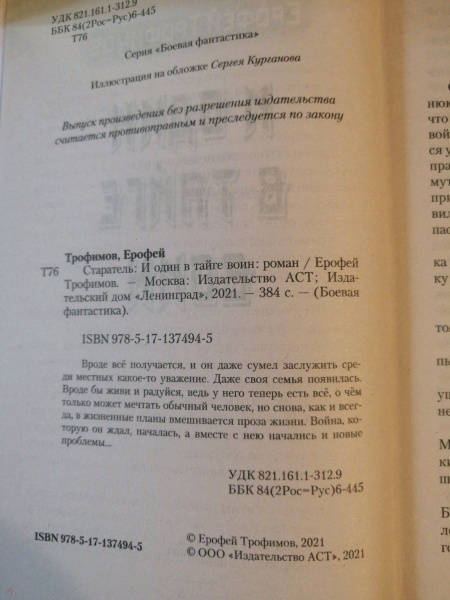 УДК 821.161.1-312.9
ББК 84(2Рос=Рус)6-445
Т76
Серия «Боевая фантастика»
Иллюстрация на обложке Сергея Курганова
Выпуск произведения без разрешения издательства
считается противоправным и преследуется по закону
Трофимов, Ерофей
Т76 Старатель: И один в тайге воин: роман / Ерофей
Трофимов. — Москва: Издательство АСТ; Изда-
тельский дом «Ленинград», 2021. — 384 с. — (Боевая
фантастика).
ISBN 978-5-17-137494-5
Вроде всё получается, и он даже сумел заслужить сре-
ди местных какое-то уважение. Даже своя семья появилась.
Вроде бы живи и радуйся, ведь у него теперь есть всё, о чём
только может мечтать обычный человек, но снова, как и все-
гда, в жизненные планы вмешивается проза жизни. Война, ко-
торую он ждал, началась, а вместе с нею начались и новые
проблемы...
УДК 821.161.1-312.9
ББК 84(2Рос=Рус)6-445
ISBN 978-5-17-137494-5
© Ерофей Трофимов, 2021
© ООО «Издательство АСТ», 2021